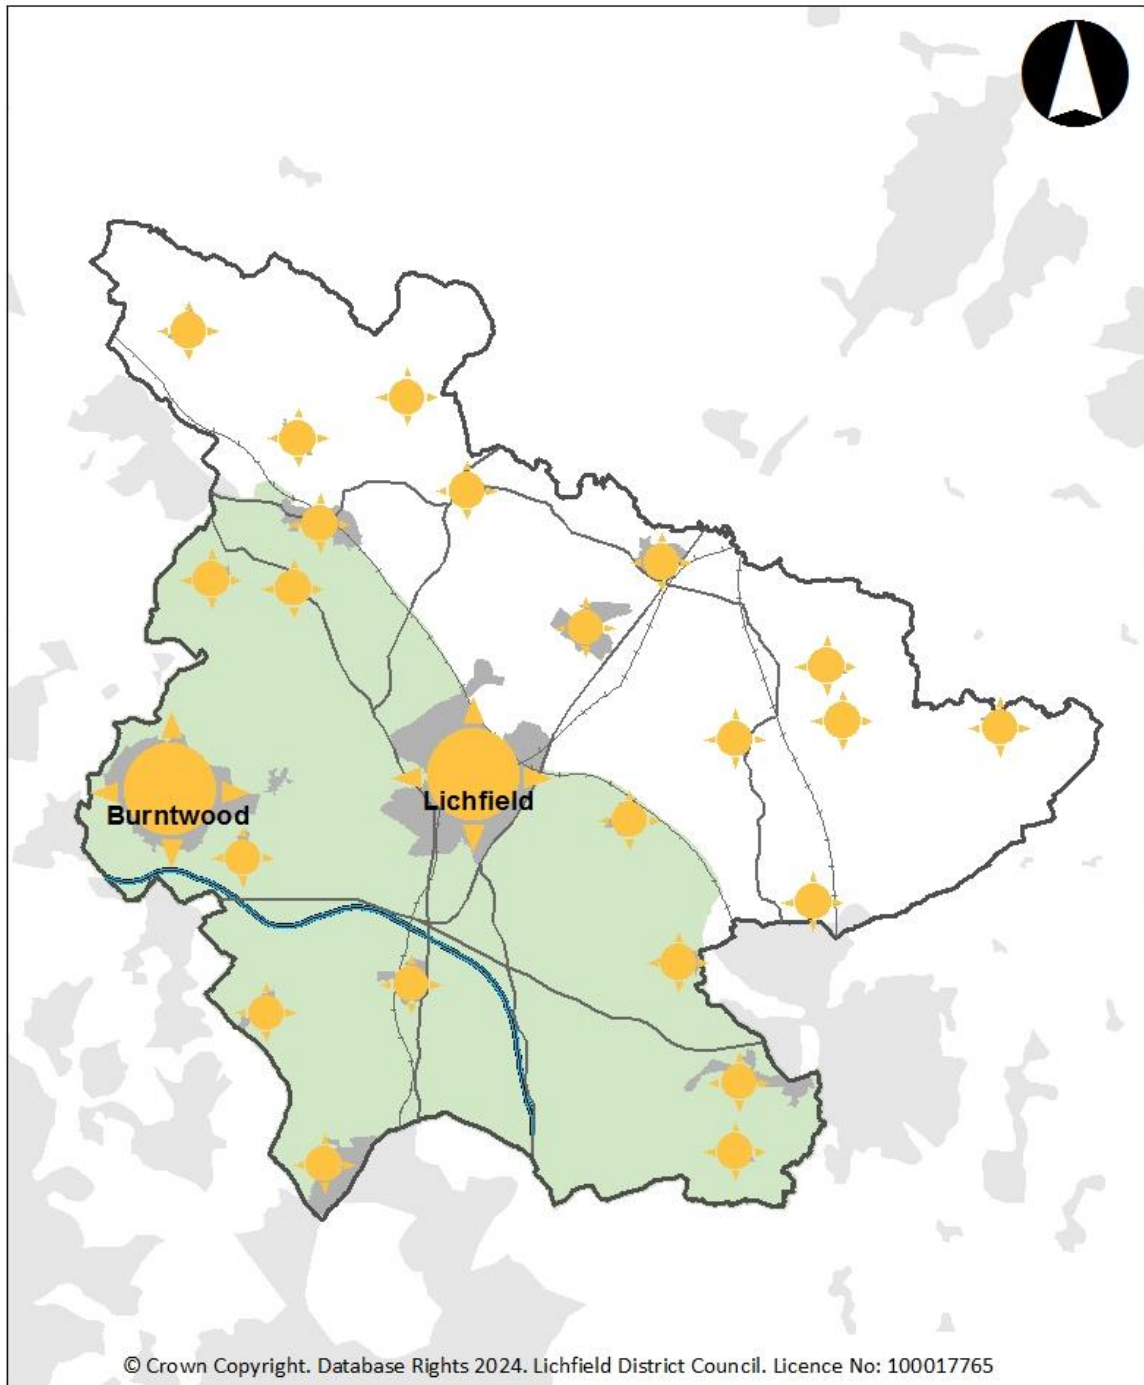 Lichfield
Burntwood
© Crown Copyright. Database Rights 2024. Lichfield District Council. Licence No: 100017765